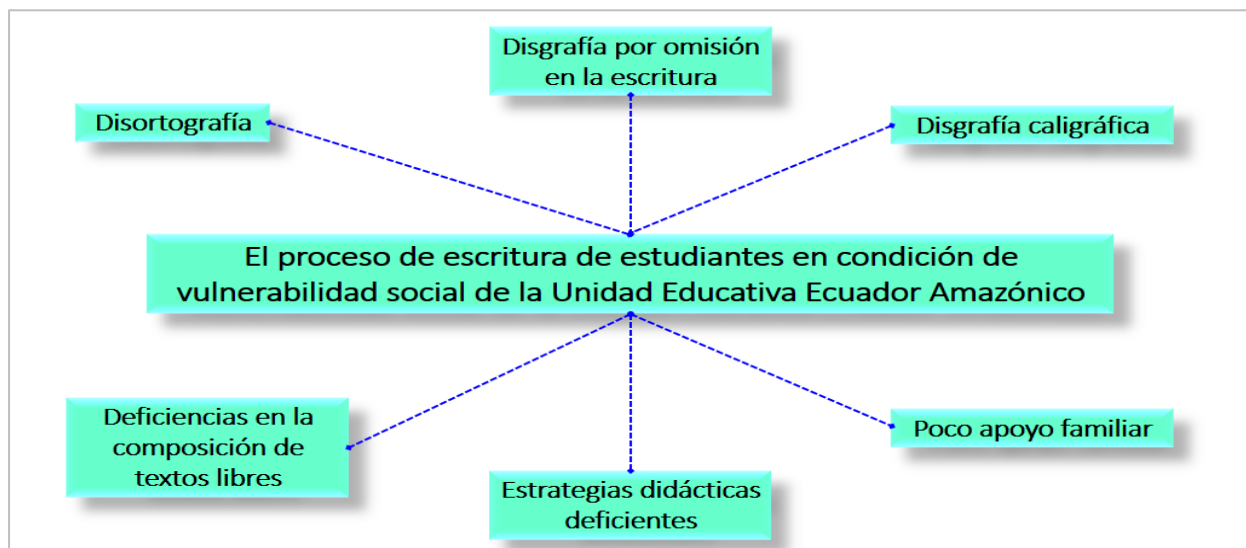 Disgrafía por omisión
en la escritura
Disortografía
Disgrafía caligráfica
El proceso de escritura de estudiantes en condición de
vulnerabilidad social de la Unidad Educativa Ecuador Amazónico
Deficiencias en la
composición de
textos libres
Poco apoyo familiar
Estrategias didácticas
deficientes